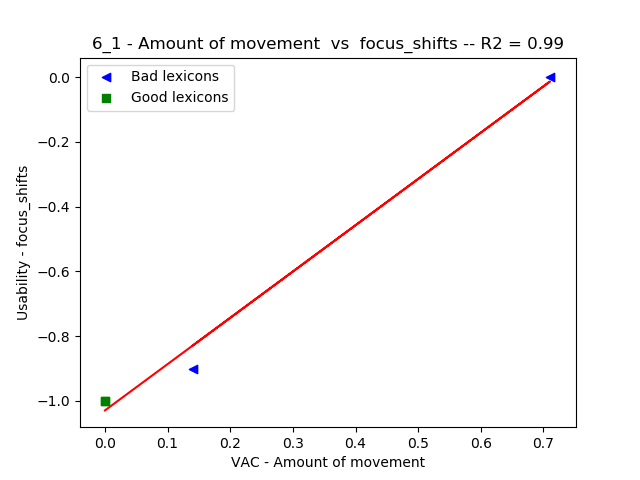 6_1 - Amount of movement  vs  focus_shifts -- R2 = 0.99
Bad lexicons
Good lexicons
Usability - focus_shifts
0.0
−0.2
−0.4
−0.6
−0.8
−1.0
0.0 0.1 0.2 0.3 0.4 0.5 0.6 0.7
VAC - Amount of movement